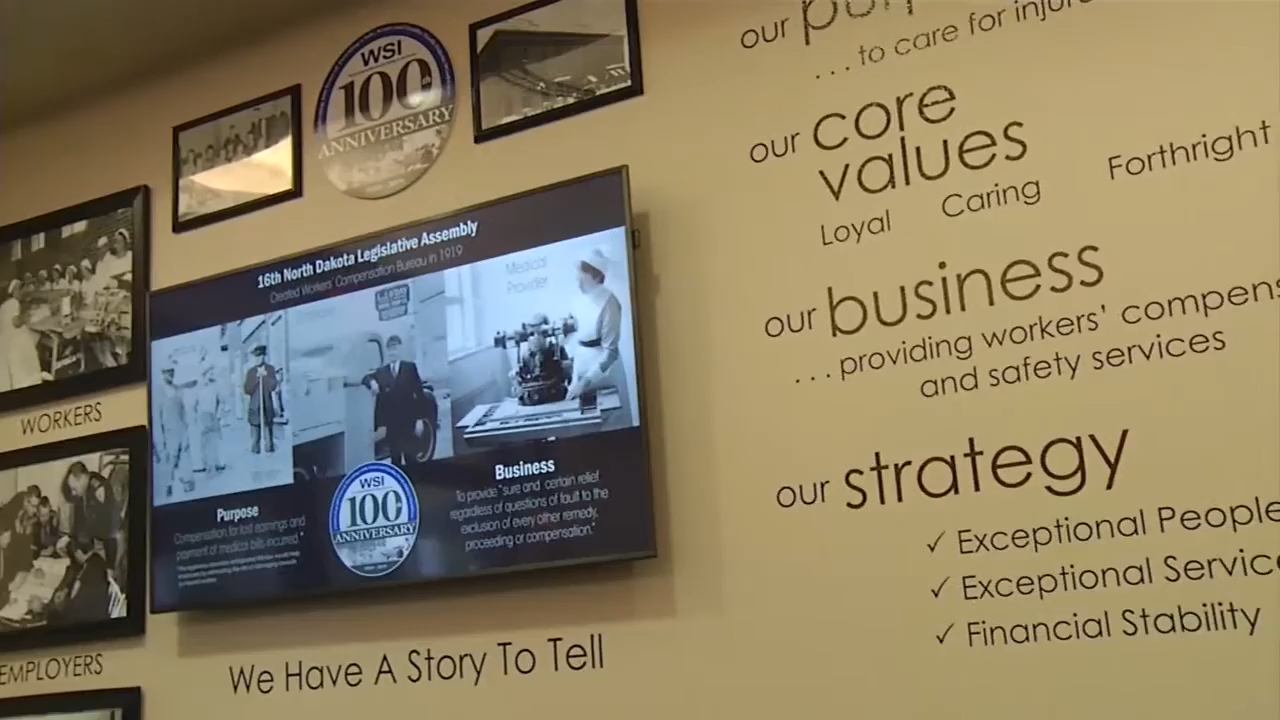 WSI
100th
ANNIVERSARY
WORKERS
EMPLOYERS
16th North Dakota Legislative Assembly
Created Workers' Compensation Bureau in 1919
Medical
Provider
Purpose
Compensation for lost earnings and
payment of medical bills incurred."
WSI
100
ANNIVERSARY
Business
To provide "sure and certain relief
regardless of questions of fault to the
exclusion of every other remedy,
proceeding or compensation."
We Have A Story To Tell
our
. . . to care for
our core
values
Loyal Caring Forthright
our business
. . . providing workers'
and safety services
our strategy
✓ Exceptional People
✓ Exceptional Service
✓ Financial Stability